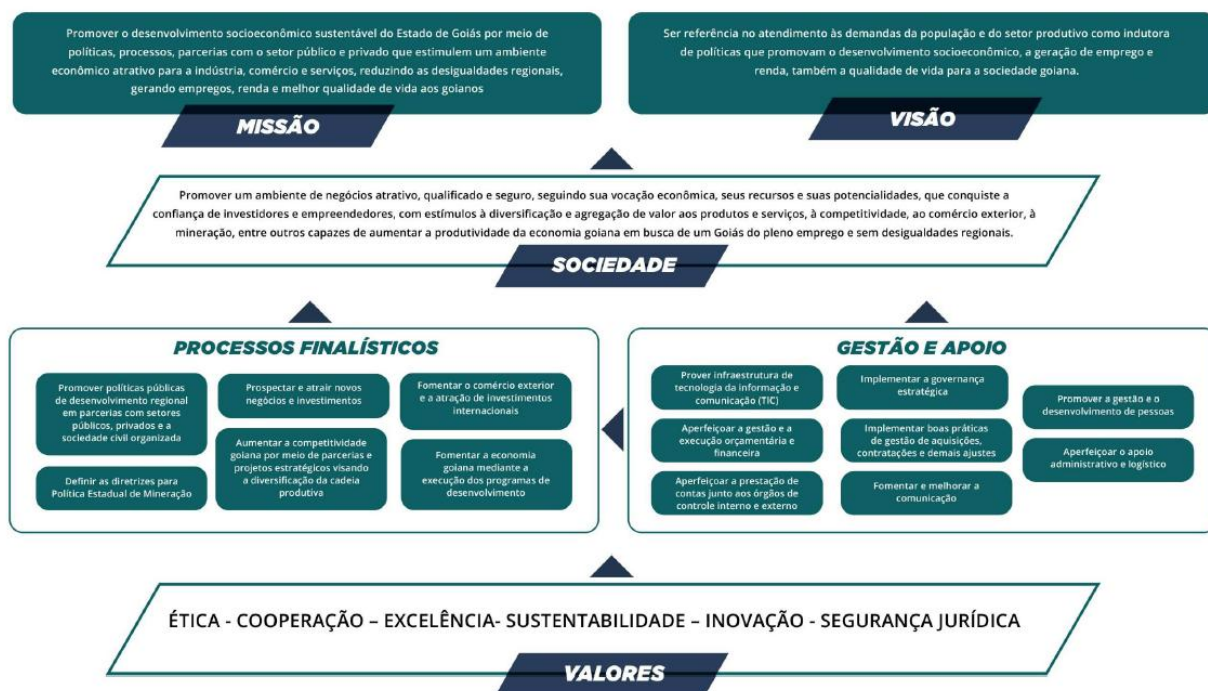 Promover o desenvolvimento socioeconômico sustentável do Estado de Goiás por meio de
políticas, processos, parcerias com o setor público e privado que estimulem um ambiente
econômico atrativo para a indústria, comércio e serviços, reduzindo as desigualdades regionais,
gerando empregos, renda e melhor qualidade de vida aos goianos
MISSÃO
Ser referência no atendimento às demandas da população e do setor produtivo como indutora
de políticas que promovam o desenvolvimento socioeconômico, a geração de emprego e
renda, também a qualidade de vida para a sociedade goiana.
VISÃO
Promover um ambiente de negócios atrativo, qualificado e seguro, seguindo sua vocação econômica, seus recursos e suas potencialidades, que conquiste a
confiança de investidores e empreendedores, com estímulos à diversificação e agregação de valor aos produtos e serviços, à competitividade, ao comércio exterior, à
mineração, entre outros capazes de aumentar a produtividade da economia goiana em busca de um Goiás do pleno emprego e sem desigualdades regionais.
SOCIEDADE
PROCESSOS FINALÍSTICOS
Promover políticas públicas
de desenvolvimento regional
em parcerias com setores
públicos, privados e a
sociedade civil organizada
Definir as diretrizes para
Política Estadual de Mineração
Prospectar e atrair novos
negócios e investimentos
Aumentar a competitividade
goiana por meio de parcerias e
projetos estratégicos visando
a diversificação da cadeia
produtiva
Fomentar o comércio exterior
e a atração de investimentos
internacionais
Fomentar a economia
goiana mediante a
execução dos programas de
desenvolvimento
GESTÃO E APOIO
Prover infraestrutura de
tecnologia da informação e
comunicação (TIC)
Aperfeiçoar a gestão e a
execução orçamentária e
financeira
Aperfeiçoar a prestação de
contas junto aos órgãos de
controle interno e externo
Implementar a governança
estratégica
Implementar boas práticas
de gestão de aquisições,
contratações e demais ajustes
Fomentar e melhorar a
comunicação
Promover a gestão e o
desenvolvimento de pessoas
Aperfeiçoar o apoio
administrativo e logístico
ÉTICA - COOPERAÇÃO – EXCELÊNCIA- SUSTENTABILIDADE – INOVAÇÃO - SEGURANÇA JURÍDICA
VALORES